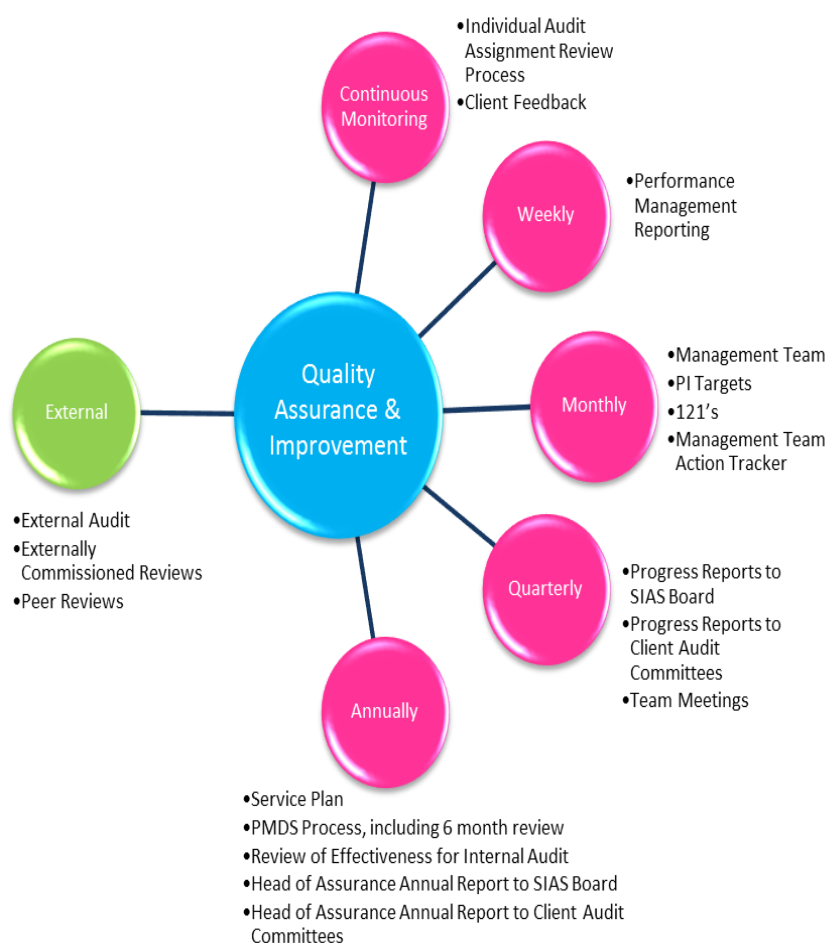 •Individual Audit
Assignment Review
Process
•Client Feedback
Continuous
Monitoring
Weekly
•Performance
Management
Reporting
Quality
Assurance &
Improvement
External
•External Audit
•Externally
Commissioned Reviews
•Peer Reviews
Monthly
•Management Team
•PI Targets
•121's
•Management Team
Action Tracker
Quarterly
•Progress Reports to
SIAS Board
•Progress Reports to
Client Audit
Committees
•Team Meetings
Annually
•Service Plan
•PMDS Process, including 6 month review
•Review of Effectiveness for Internal Audit
•Head of Assurance Annual Report to SIAS Board
•Head of Assurance Annual Report to Client Audit
Committees